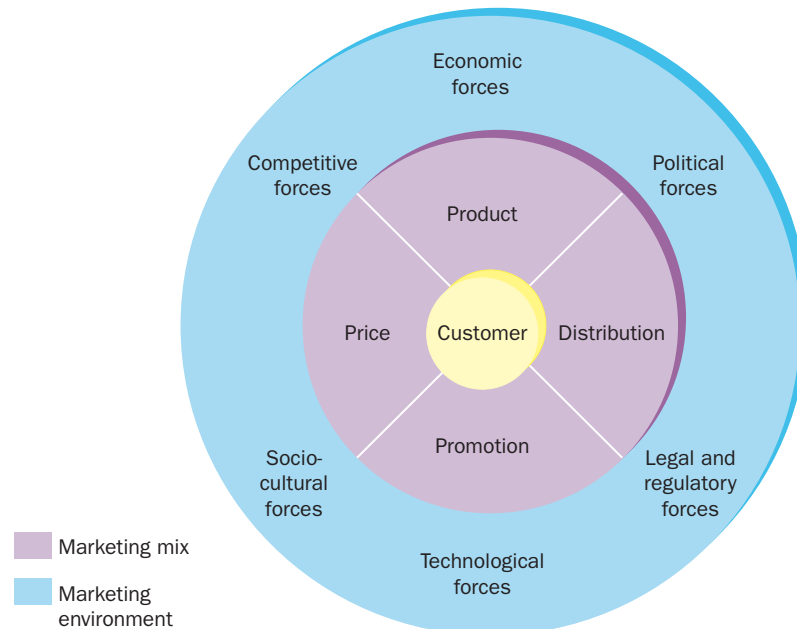 Economic
forces
Competitive
forces
Political
forces
Product
Price
Customer
Distribution
Promotion
Socio-
cultural
forces
Legal and
regulatory
forces
Technological
forces
Marketing mix
Marketing
environment